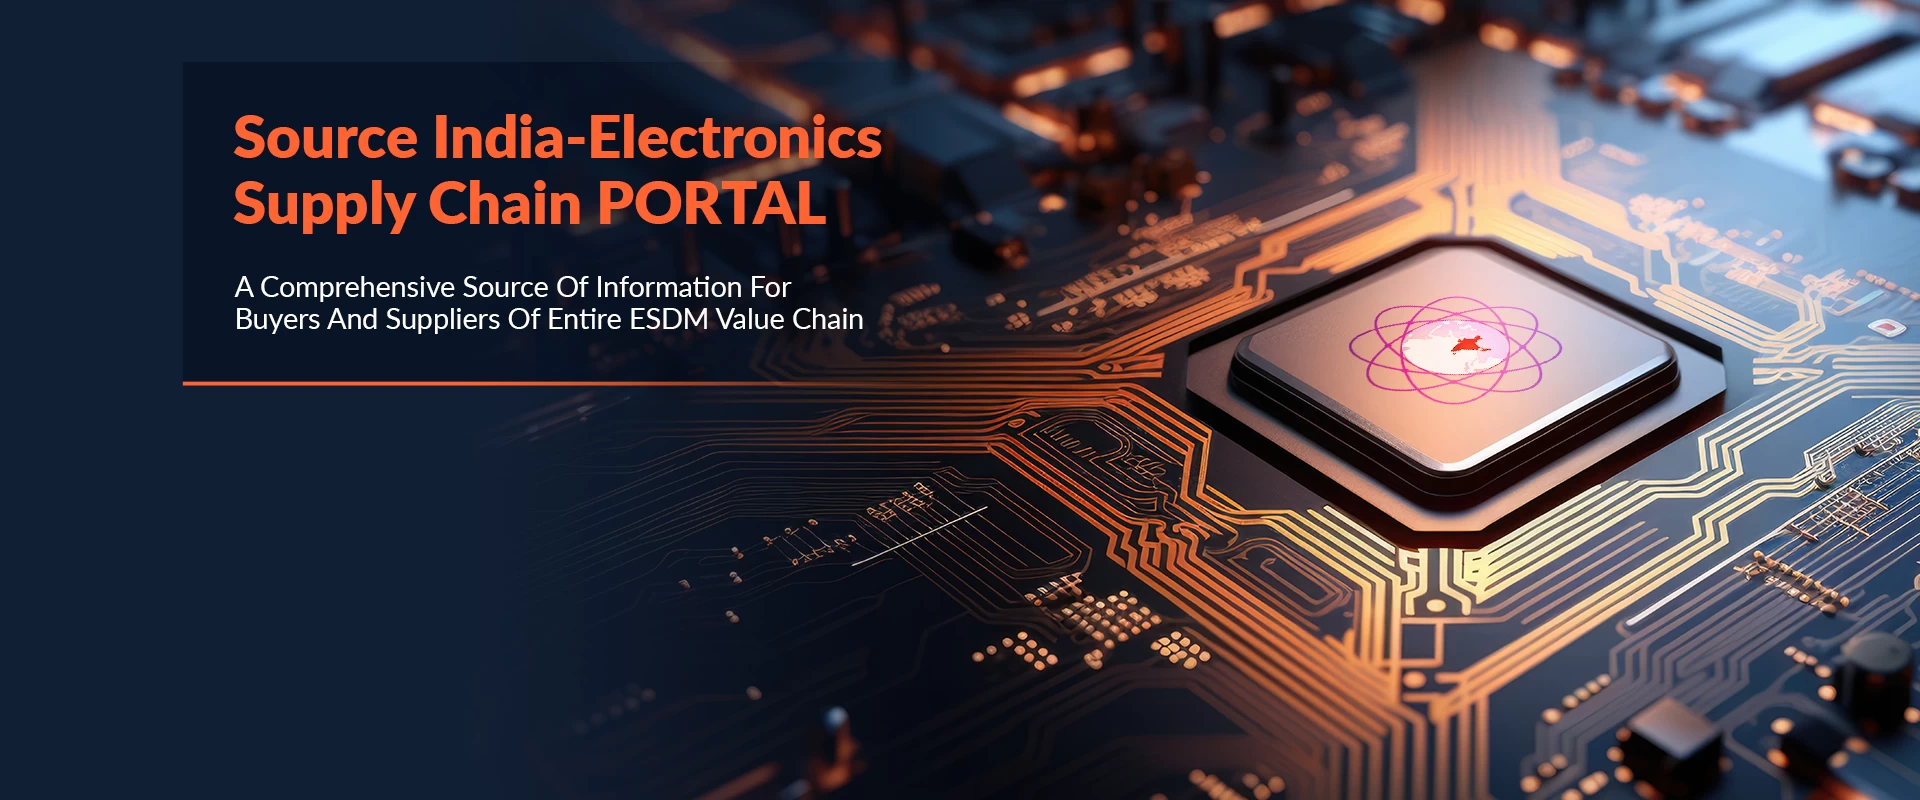 Source India-Electronics
Supply Chain PORTAL
A Comprehensive Source Of Information For
Buyers And Suppliers Of Entire ESDM Value Chain